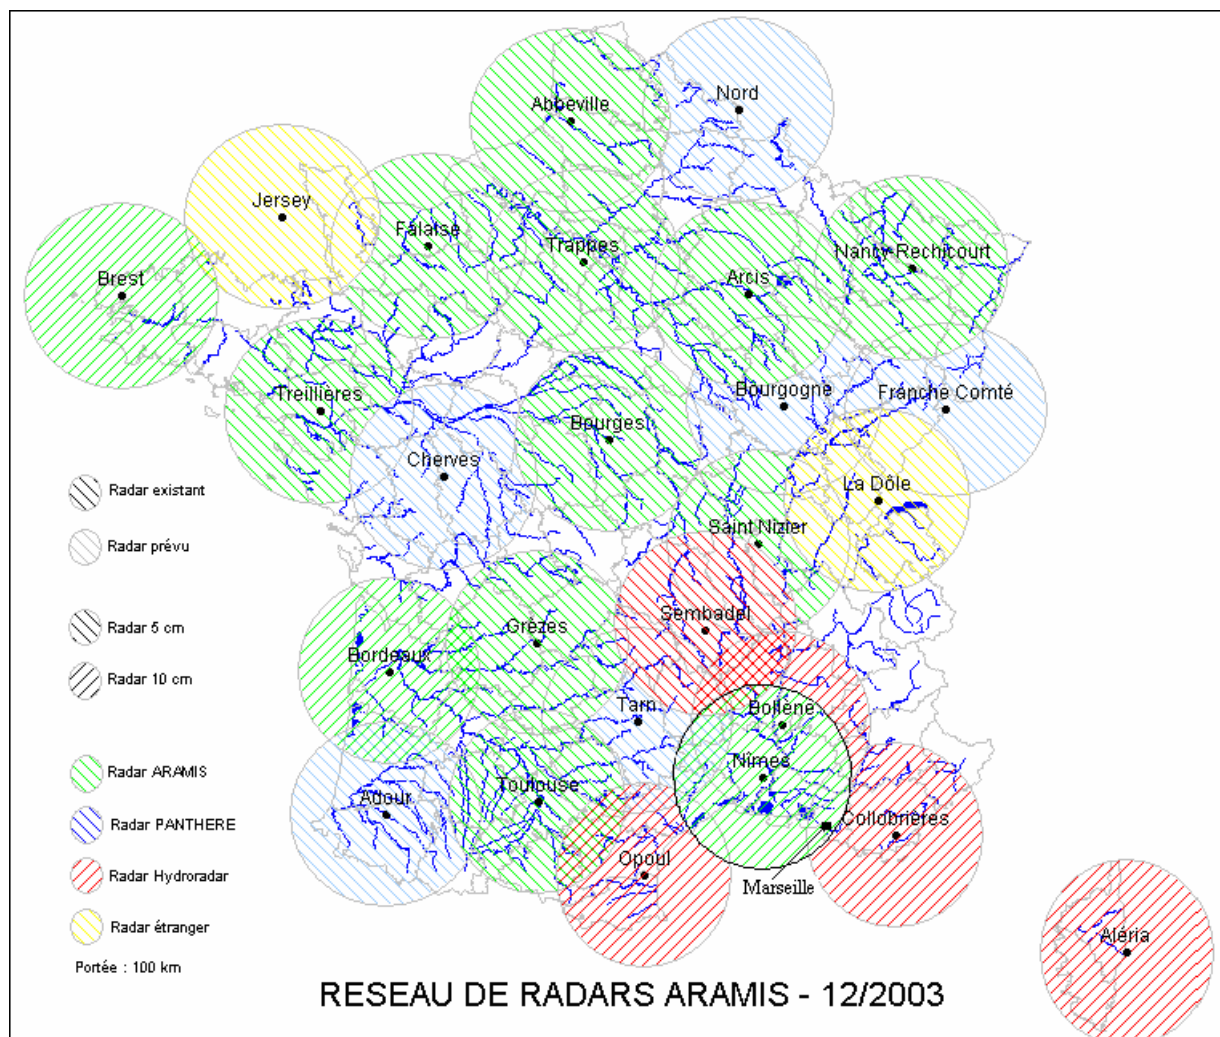 Nord
Abbeville
Jersey
Falaise
Trappes
Nancy-Rechicourt
Brest
Arcis
Treillières
Bourgogne
Franche Comté
Bourges
Cherves
La Dôle
Radar existant
Saint Nizier
Radar prévu
Sembadel
Radar 5 cm
Grèzes
Bordeaux
Radar 10 cm
Tarn
Bollène
Radar ARAMIS
Nîmes
Toulouse
Adour
Radar PANTHERE
Collobrières
Opoul
Radar Hydroradar
Marseille
Radar étranger
Aléria
Portée : 100 km
RESEAU DE RADARS ARAMIS - 12/2003